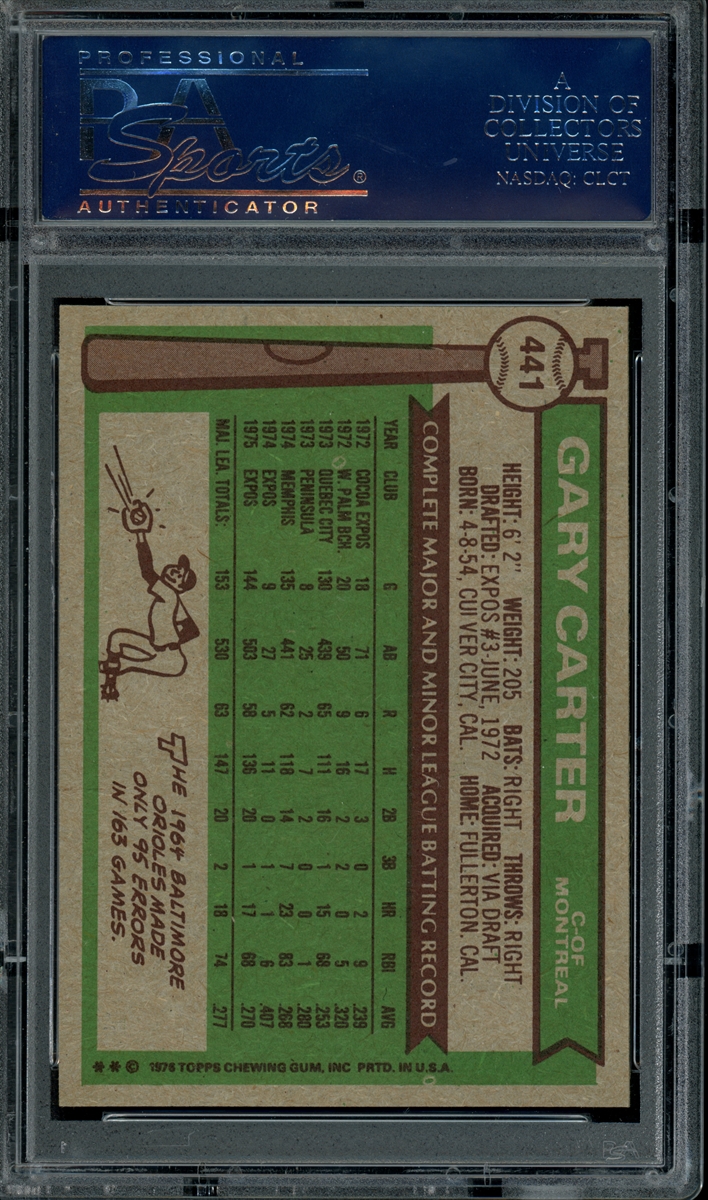 PROFESSIONAL
PSA
Sports®
AUTHENTICATOR
A
DIVISION OF
COLLECTORS
UNIVERSE
NASDAQ: CLCT
441
GARY CARTER
C-OF
MONTREAL
HEIGHT: 6' 2" WEIGHT: 205 BATS: RIGHT THROWS: RIGHT
DRAFTED: EXPOS #3-JUNE, 1972 ACQUIRED: VIA DRAFT
BORN: 4-8-54, CULVER CITY, CAL. HOME: FULLERTON, CAL.
COMPLETE MAJOR AND MINOR LEAGUE BATTING RECORD
YEAR CLUB G AB R H 2B 3B HR RBI AVG
1972 COCOA EXPOS 18 71 6 17 3 0 2 9 .239
1972 W. PALM BCH. 20 50 9 16 2 2 0 5 .320
1973 QUEBEC CITY 130 439 65 111 16 1 15 68 .253
1973 PENINSULA 8 25 2 7 2 0 0 1 .280
1974 MEMPHIS 135 441 62 118 14 7 23 83 .268
1974 EXPOS 9 27 5 11 0 1 1 6 .407
1975 EXPOS 144 503 58 136 20 1 17 68 .270
MAJ. LEA. TOTALS: 153 530 63 147 20 2 18 74 .277
THE 1964 BALTIMORE
ORIOLES MADE
ONLY 95 ERRORS
IN 163 GAMES.
** © 1976 TOPPS CHEWING GUM, INC PRTD. IN U.S.A.
PSA